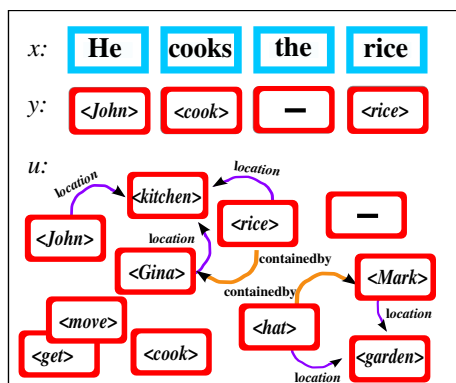 x: He cooks the rice
y: <John> <cook> – <rice>
u:
location
location
<kitchen>
<rice>
–
<John>
location
<Gina>
containedby
<Mark>
containedby
<move>
<hat>
location
<get>
<cook>
location
<garden>